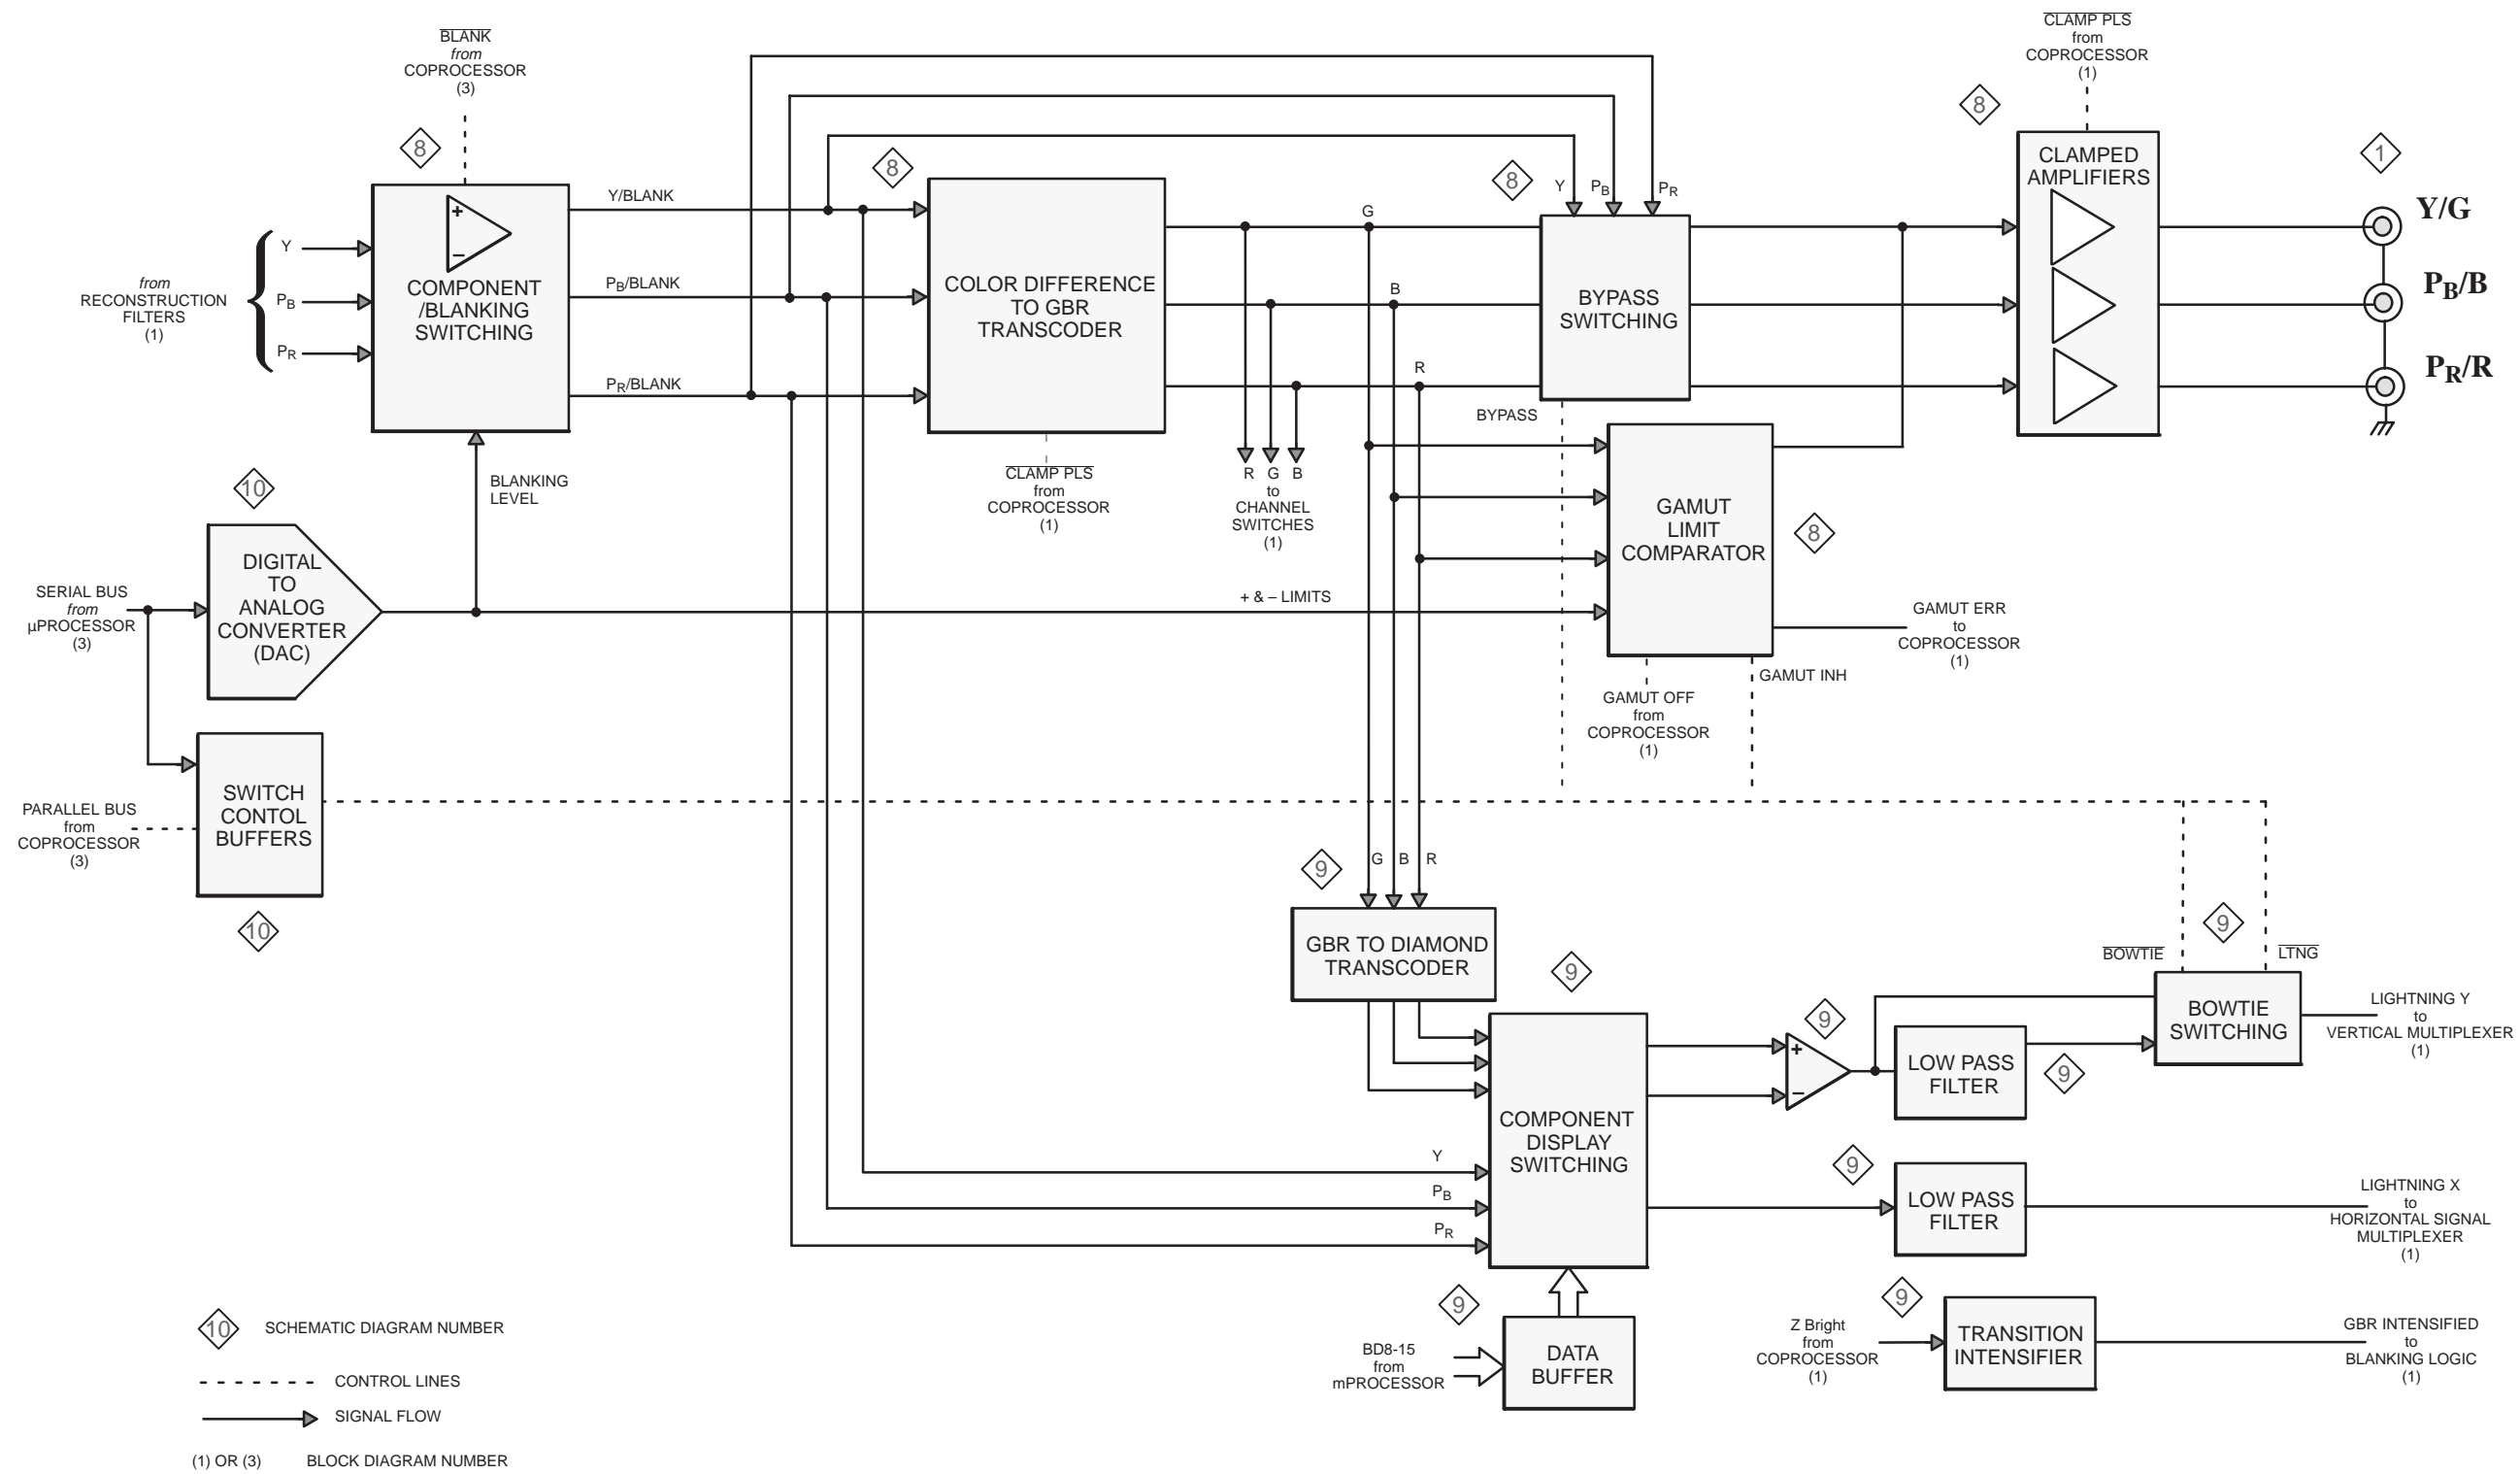 BLANK
from
COPROCESSOR
(3)
8
+
−
COMPONENT
/BLANKING
SWITCHING
Y
PB
PR
from
RECONSTRUCTION
FILTERS
(1)
Y/BLANK
PB/BLANK
PR/BLANK
8
COLOR DIFFERENCE
TO GBR
TRANSCODER
CLAMP PLS
from
COPROCESSOR
(1)
G
B
R
R G B
to
CHANNEL
SWITCHES
(1)
8
Y
PB
PR
BYPASS
SWITCHING
BYPASS
CLAMP PLS
from
COPROCESSOR
(1)
8
CLAMPED
AMPLIFIERS
1
Y/G
PB/B
PR/R
GAMUT
LIMIT
COMPARATOR
8
GAMUT ERR
to
COPROCESSOR
(1)
GAMUT INH
GAMUT OFF
from
COPROCESSOR
(1)
10
BLANKING
LEVEL
DIGITAL
TO
ANALOG
CONVERTER
(DAC)
SERIAL BUS
from
µPROCESSOR
(3)
+ & – LIMITS
SWITCH
CONTOL
BUFFERS
PARALLEL BUS
from
COPROCESSOR
(3)
10
9
G B R
GBR TO DIAMOND
TRANSCODER
9
COMPONENT
DISPLAY
SWITCHING
Y
PB
PR
9
+
−
LOW PASS
FILTER
9
BOWTIE
9
LTNG
BOWTIE
SWITCHING
LIGHTNING Y
to
VERTICAL MULTIPLEXER
(1)
9
LOW PASS
FILTER
LIGHTNING X
to
HORIZONTAL SIGNAL
MULTIPLEXER
(1)
9
BD8-15
from
mPROCESSOR
DATA
BUFFER
9
Z Bright
from
COPROCESSOR
(1)
TRANSITION
INTENSIFIER
GBR INTENSIFIED
to
BLANKING LOGIC
(1)
10 SCHEMATIC DIAGRAM NUMBER
CONTROL LINES
SIGNAL FLOW
(1) OR (3) BLOCK DIAGRAM NUMBER